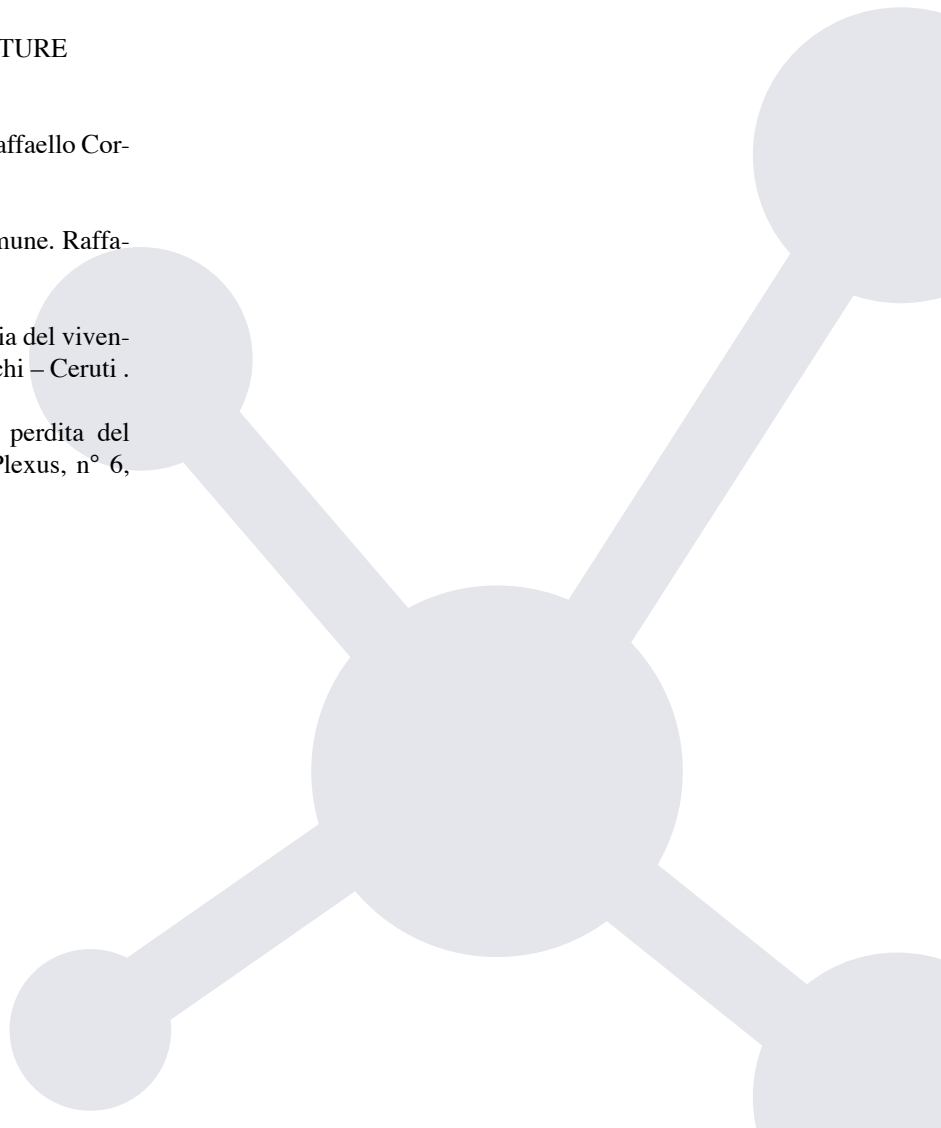 TURE
affaello Cor-
mune. Raffa-
ia del viven-
chi – Ceruti .
perdita del
Plexus, n° 6,